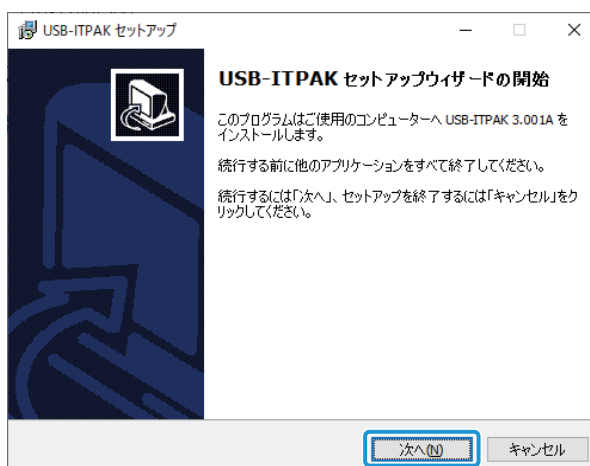 USB-ITPAK セットアップ
USB-ITPAK セットアップウィザードの開始
このプログラムはご使用のコンピューターへ USB-ITPAK 3.001A を
インストールします。
続行する前に他のアプリケーションをすべて終了してください。
続行するには「次へ」、セットアップを終了するには「キャンセル」をク
リックしてください。
次へ(N)
キャンセル